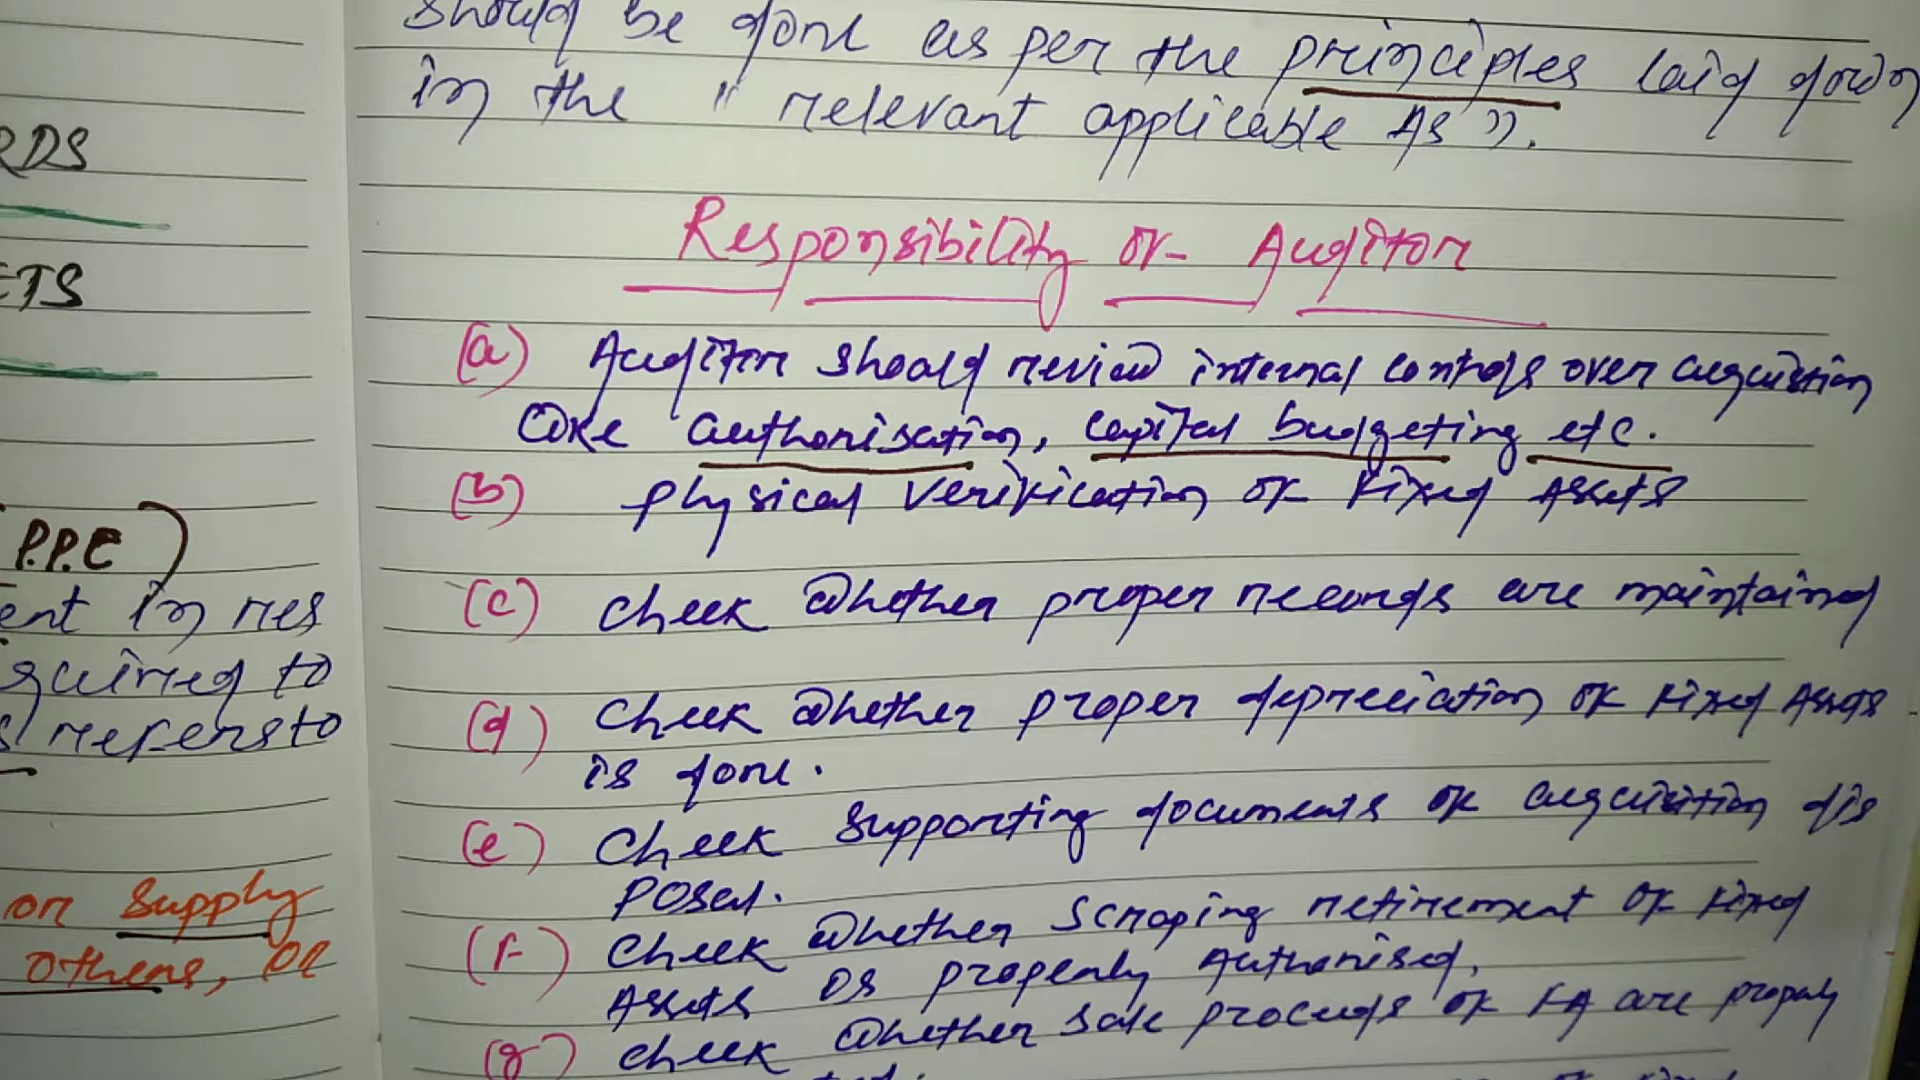 RDS
ETS
P.P.E)
ent in res
quired to
refers to
or Supply
Others, or
should be done as per the principles laid down
in the "relevant applicable AS".
Responsibility of Auditor
(a) Auditor should review internal controls over acquisition
like authorisation, capital budgeting etc.
(b) physical verification of fixed Assets
(c) check whether proper records are maintained
(d) check whether proper depreciation of fixed Assets
is done.
(e) check supporting documents of acquisition dis
posal.
(f) check whether scraping retirement of fixed
Assets is properly Authorised.
(g) check whether sale proceeds of FA are properly